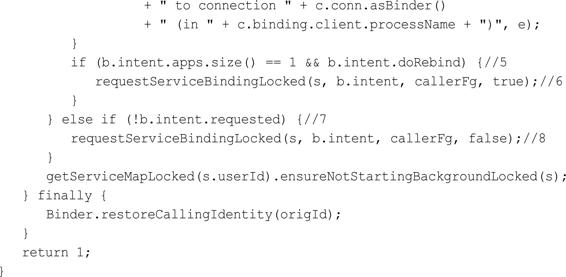 + " to connection " + c.conn.asBinder()
+ " (in " + c.binding.client.processName + ")", e);
}
if (b.intent.apps.size() == 1 && b.intent.doRebind) {//5
requestServiceBindingLocked(s, b.intent, callerFg, true);//6
}
} else if (!b.intent.requested) {//7
requestServiceBindingLocked(s, b.intent, callerFg, false);//8
}
getServiceMapLocked(s.userId).ensureNotStartingBackgroundLocked(s);
} finally {
Binder.restoreCallingIdentity(origId);
}
return 1;
}